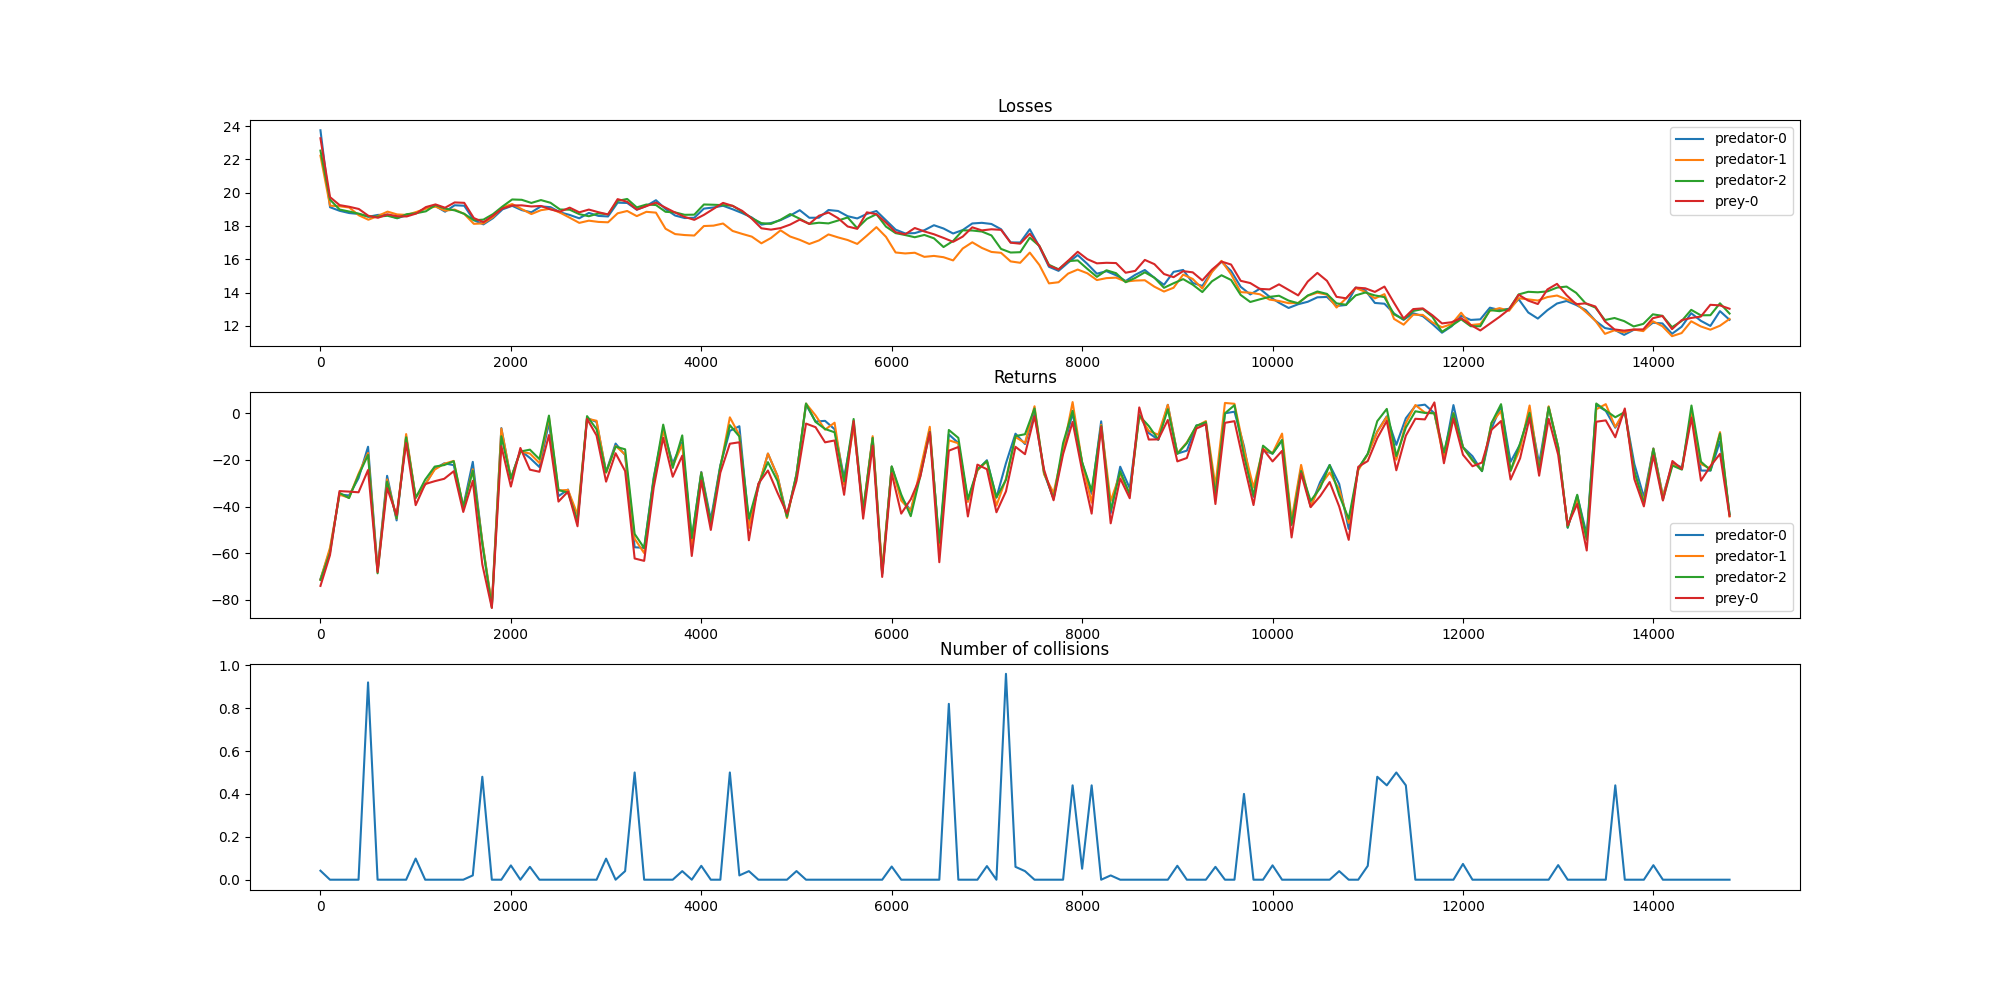 Losses
24
22
20
18
16
14
12
predator-0
predator-1
predator-2
prey-0
0 2000 4000 6000 8000 10000 12000 14000
Returns
0
−20
−40
−60
−80
predator-0
predator-1
predator-2
prey-0
0 2000 4000 6000 8000 10000 12000 14000
Number of collisions
1.0
0.8
0.6
0.4
0.2
0.0
0 2000 4000 6000 8000 10000 12000 14000